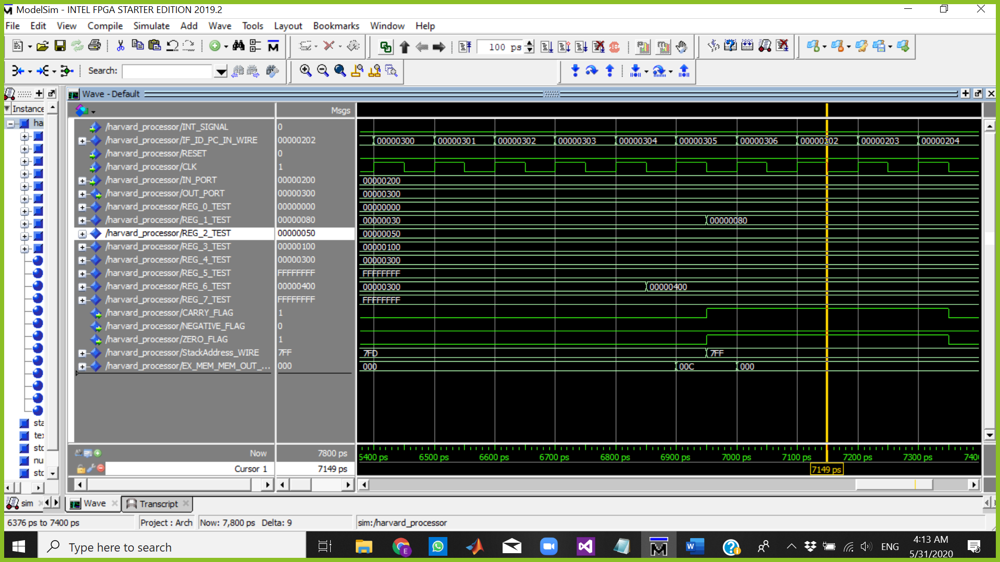 ModelSim - INTEL FPGA STARTER EDITION 2019.2
File Edit View Compile Simulate Add Wave Tools Layout Bookmarks Window Help
100 ps
Search:
Wave - Default
Instance
Msgs
ha
/harvard_processor/INT_SIGNAL 0
/harvard_processor/IF_ID_PC_IN_WIRE 00000202 00000300 00000301 00000302 00000303 00000304 00000305 00000306 00000202 00000203 00000204
/harvard_processor/RESET 0
/harvard_processor/CLK 1
/harvard_processor/IN_PORT 00000200 00000200
/harvard_processor/OUT_PORT 00000300 00000300
/harvard_processor/REG_0_TEST 00000000 00000000
/harvard_processor/REG_1_TEST 00000080 00000030 00000080
/harvard_processor/REG_2_TEST 00000050 00000050
/harvard_processor/REG_3_TEST 00000100 00000100
/harvard_processor/REG_4_TEST 00000300 00000300
/harvard_processor/REG_5_TEST FFFFFFFF FFFFFFFF
/harvard_processor/REG_6_TEST 00000400 00000300 00000400
/harvard_processor/REG_7_TEST FFFFFFFF FFFFFFFF
/harvard_processor/CARRY_FLAG 1
/harvard_processor/NEGATIVE_FLAG 0
/harvard_processor/ZERO_FLAG 1
/harvard_processor/StackAddress_WIRE 7FF 7FD 7FF
/harvard_processor/EX_MEM_MEM_OUT_... 000 000 00C 000
sta
te
std
nu
std
Now 7800 ps 6400 ps 6500 ps 6600 ps 6700 ps 6800 ps 6900 ps 7000 ps 7100 ps 7200 ps 7300 ps 740
Cursor 1 7149 ps 7149 ps
sim Wave Transcript
6376 ps to 7400 ps Project : Arch Now: 7,800 ps Delta: 9 sim:/harvard_processor
Type here to search
E
W
ENG
4:13 AM
5/31/2020